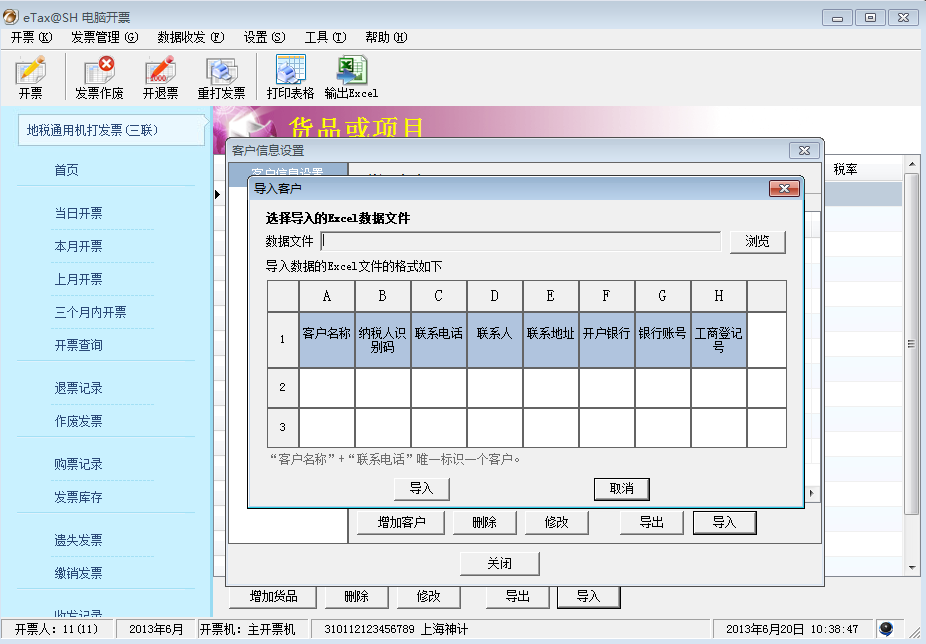 eTax@SH 电脑开票
开票(K) 发票管理(G) 数据收发(F) 设置(S) 工具(T) 帮助(H)
开票 发票作废 开退票 重打发票 打印表格 输出Excel
地税通用机打发票(三联)
首页
当日开票
本月开票
上月开票
三个月内开票
开票查询
退票记录
作废发票
购票记录
发票库存
遗失发票
缴销发票
收发记录
货品或项目
税率
客户信息设置
客户信息设置
导入客户
选择导入的Excel数据文件
数据文件 浏览
导入数据的Excel文件的格式如下
A B C D E F G H
1 客户名称 纳税人识别码 联系电话 联系人 联系地址 开户银行 银行账号 工商登记号
2
3
“客户名称”+“联系电话”唯一标识一个客户。
导入 取消
增加客户 删除 修改 导出 导入
关闭
增加货品 删除 修改 导出 导入
开票人: 11(11) 2013年6月 开票机: 主开票机 310112123456789 上海神计 2013年6月20日 10:38:47